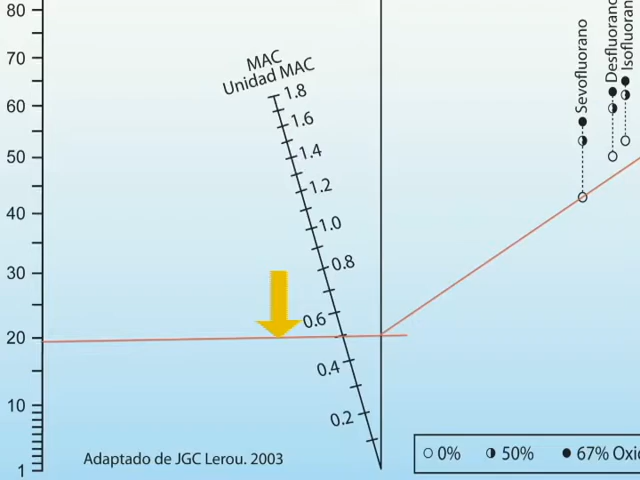 80
70
60
50
40
30
20
10
1
MAC
Unidad MAC
1.8
1.6
1.4
1.2
1.0
0.8
0.6
0.4
0.2
Sevofluorano
Desfluorano
Isofluoran
Adaptado de JGC Lerou. 2003
0% 50% 67% Oxi